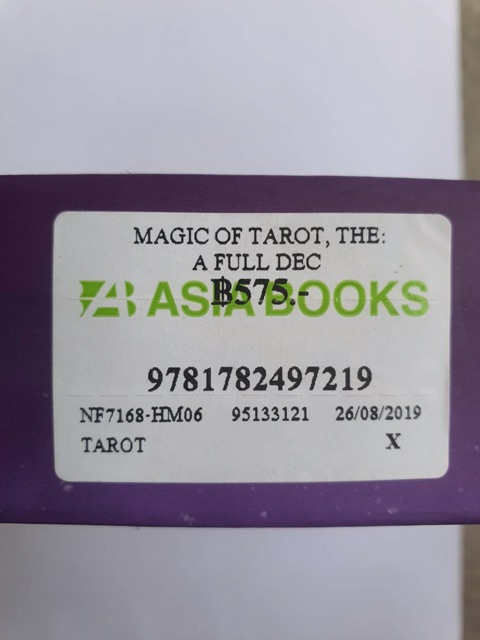 MAGIC OF TAROT, THE:
A FULL DEC
฿575.-
ASIA BOOKS
9781782497219
NF7168-HM06 95133121 26/08/2019
TAROT X